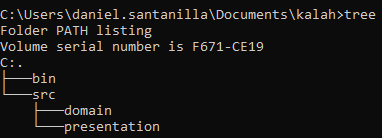 C:\Users\daniel.santanilla\Documents\kalah>tree
Folder PATH listing
Volume serial number is F671-CE19
C:.
├───bin
└───src
    ├───domain
    └───presentation